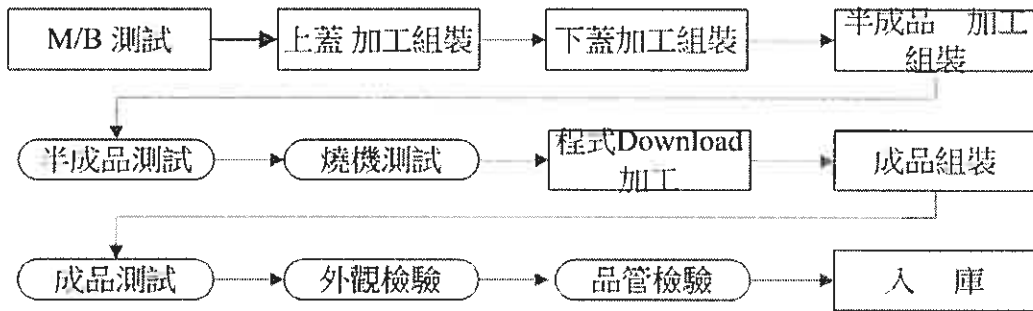 M/B 測試
上蓋 加工組裝
下蓋加工組裝
半成品 加工
組裝
半成品測試
燒機測試
程式Download
加工
成品組裝
成品測試
外觀檢驗
品管檢驗
入 庫